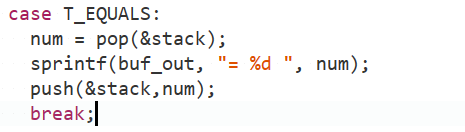 case T_EQUALS:
num = pop(&stack);
sprintf(buf_out, "= %d ", num);
push(&stack,num);
break;